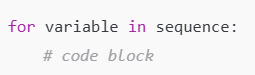 for variable in sequence:
    # code block